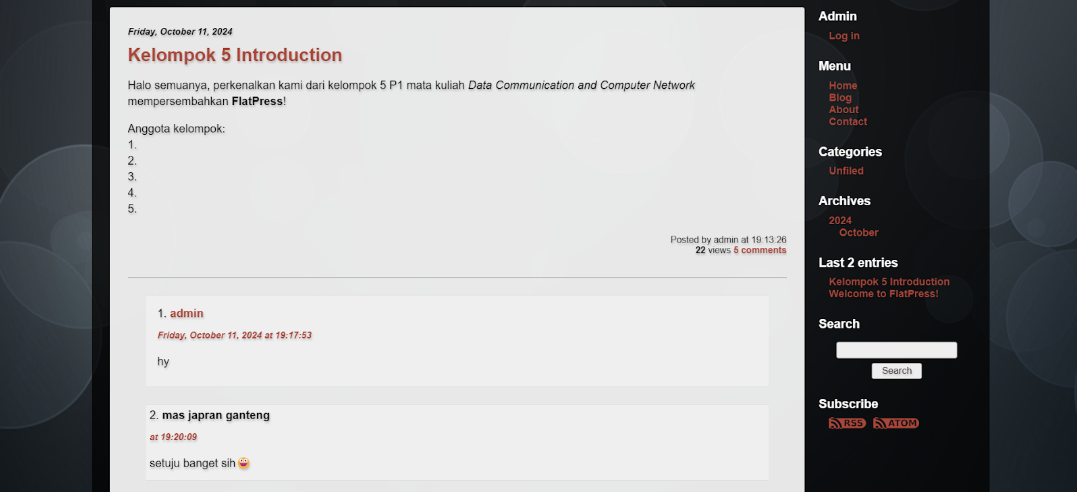 Friday, October 11, 2024
Kelompok 5 Introduction
Halo semuanya, perkenalkan kami dari kelompok 5 P1 mata kuliah Data Communication and Computer Network
mempersembahkan FlatPress!
Anggota kelompok:
1.
2.
3.
4.
5.
Posted by admin at 19:13:26
22 views 5 comments
1. admin
Friday, October 11, 2024 at 19:17:53
hy
2. mas japran ganteng
at 19:20:09
setuju banget sih😀
Admin
Log in
Menu
Home
Blog
About
Contact
Categories
Unfiled
Archives
2024
October
Last 2 entries
Kelompok 5 Introduction
Welcome to FlatPress!
Search
Search
Subscribe
RSS ATOM